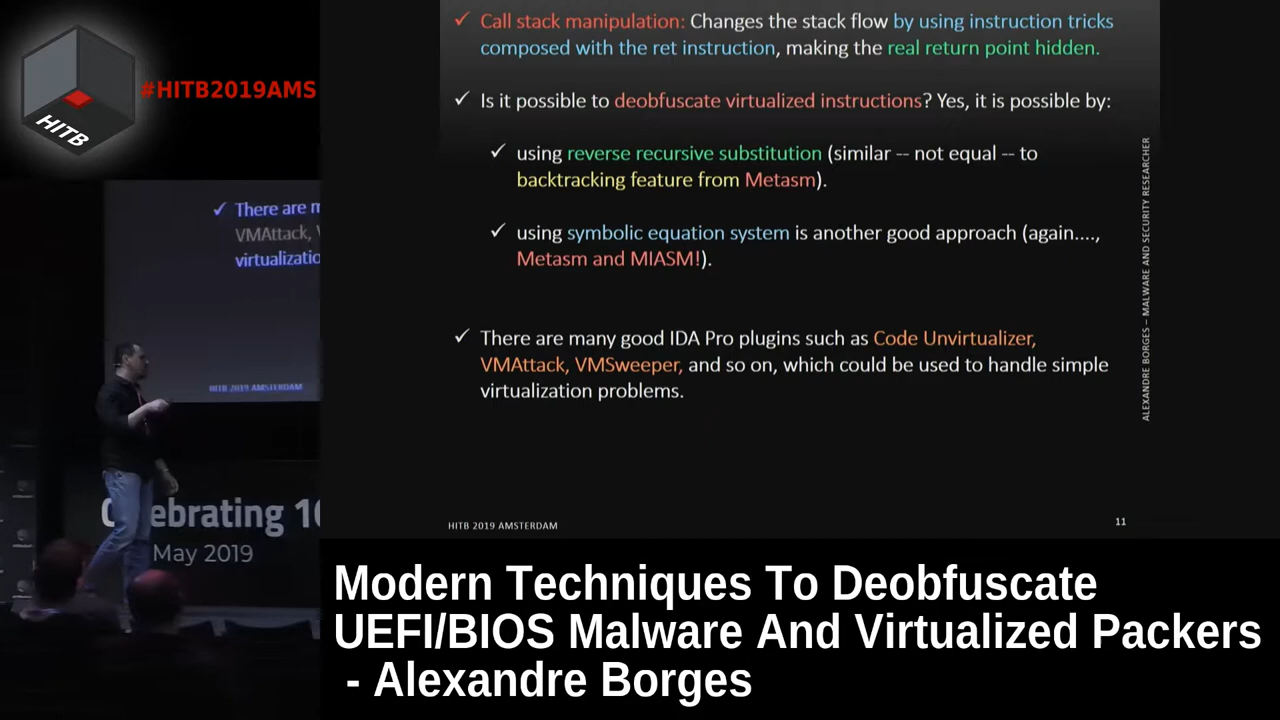 HITB
#HITB2019AMS
✓ Call stack manipulation: Changes the stack flow by using instruction tricks
composed with the ret instruction, making the real return point hidden.
✓ Is it possible to deobfuscate virtualized instructions? Yes, it is possible by:
✓ using reverse recursive substitution (similar -- not equal -- to
backtracking feature from Metasm).
✓ using symbolic equation system is another good approach (again....,
Metasm and MIASM!).
✓ There are many good IDA Pro plugins such as Code Unvirtualizer,
VMAttack, VMSweeper, and so on, which could be used to handle simple
virtualization problems.
HITB 2019 AMSTERDAM
11
ALEXANDRE BORGES – MALWARE AND SECURITY RESEARCHER
✓ There are m
VMAttack,
virtualizatio
HITB 2019 AMSTERDAM
ebrating 10
May 2019
Modern Techniques To Deobfuscate
UEFI/BIOS Malware And Virtualized Packers
- Alexandre Borges